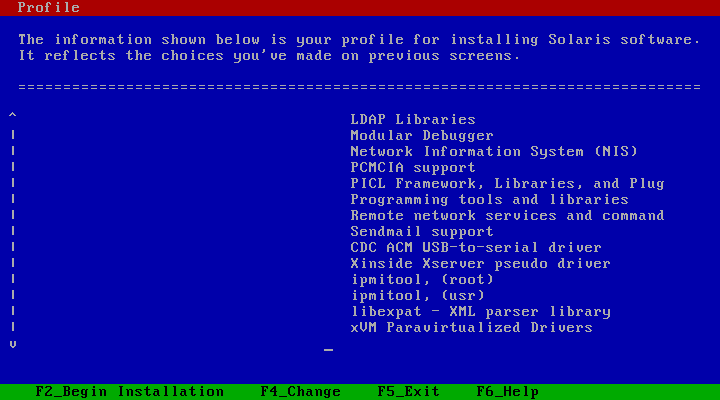 Profile
The information shown below is your profile for installing Solaris software.
It reflects the choices you've made on previous screens.
============================================================================
^
| LDAP Libraries
| Modular Debugger
| Network Information System (NIS)
| PCMCIA support
| PICL Framework, Libraries, and Plug
| Programming tools and libraries
| Remote network services and command
| Sendmail support
| CDC ACM USB-to-serial driver
| Xinside Xserver pseudo driver
| ipmitool, (root)
| ipmitool, (usr)
| libexpat - XML parser library
| xVM Paravirtualized Drivers
v _
F2_Begin Installation F4_Change F5_Exit F6_Help